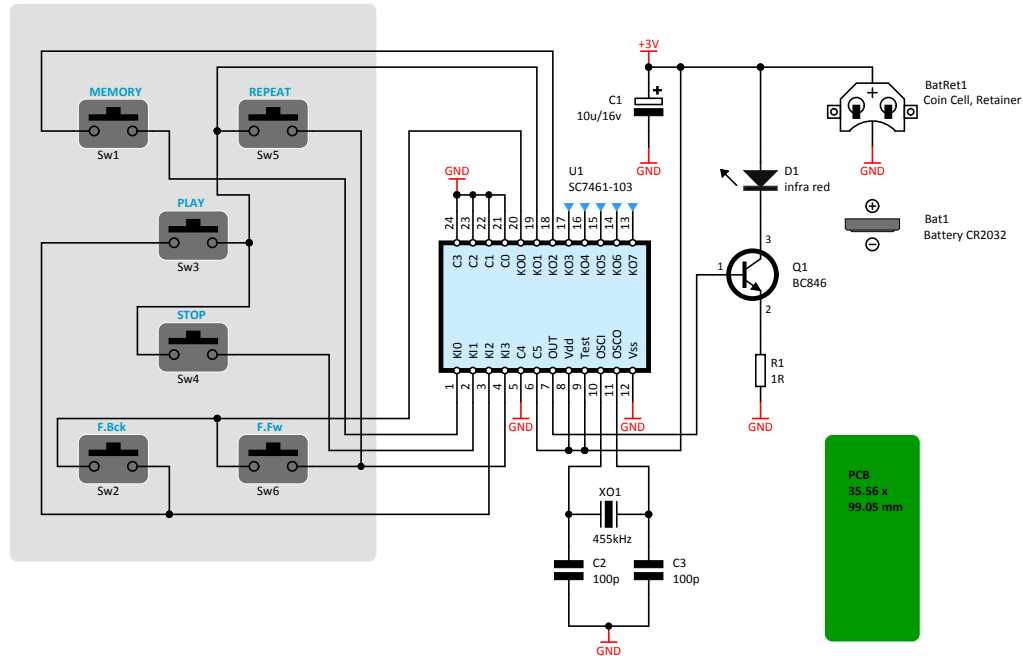 MEMORY
Sw1
REPEAT
Sw5
PLAY
Sw3
STOP
Sw4
F.Bck
Sw2
F.Fw
Sw6
+3V
+
C1
10u/16v
GND
BatRet1
Coin Cell, Retainer
+
GND
GND
U1
SC7461-103
24 23 22 21 20 19 18 17 16 15 14 13
C3 C2 C1 C0 KO0 KO1 KO2 KO3 KO4 KO5 KO6 KO7
KI0 KI1 KI2 KI3 C4 C5 OUT Vdd Test OSCI OSCO Vss
1 2 3 4 5 6 7 8 9 10 11 12
GND
GND
D1
infra red
Bat1
Battery CR2032
3
1
Q1
BC846
2
R1
1R
GND
XO1
455kHz
C2
100p
C3
100p
GND
PCB
35.56 x
99.05 mm